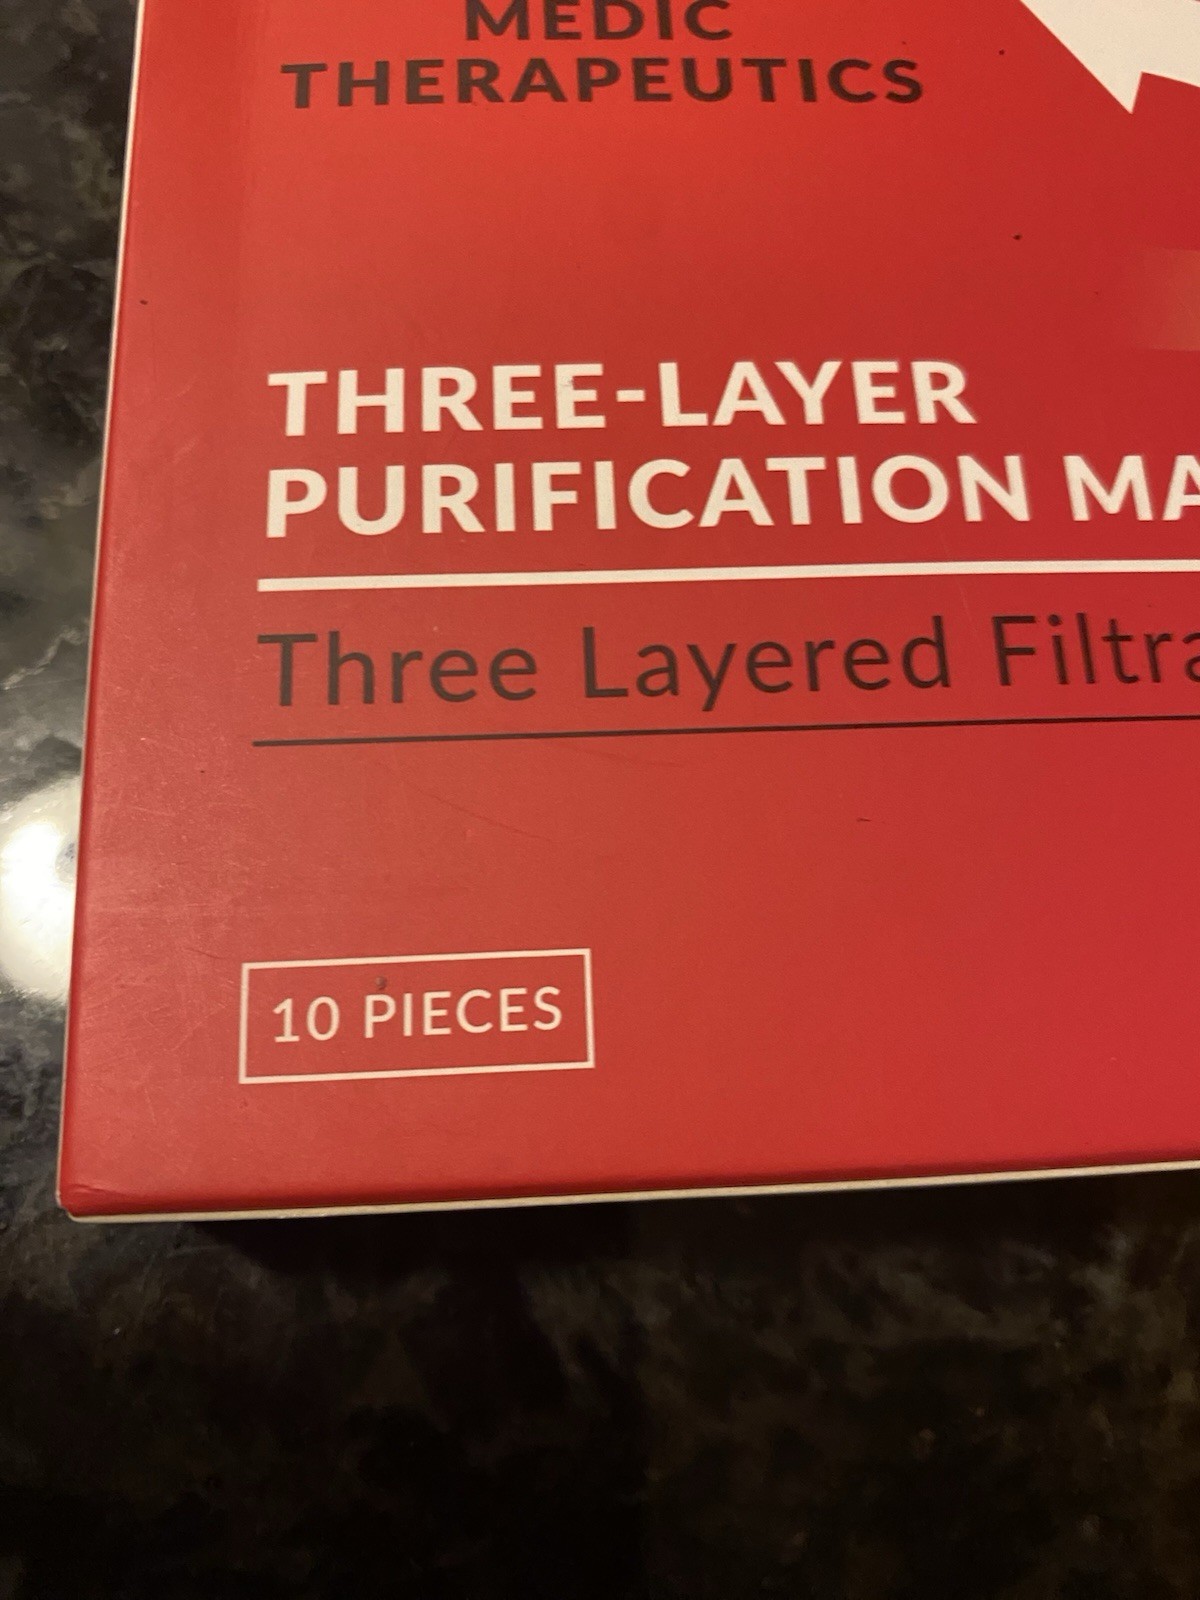 MEDIC
THERAPEUTICS
THREE-LAYER
PURIFICATION MA
Three Layered Filtra
10 PIECES